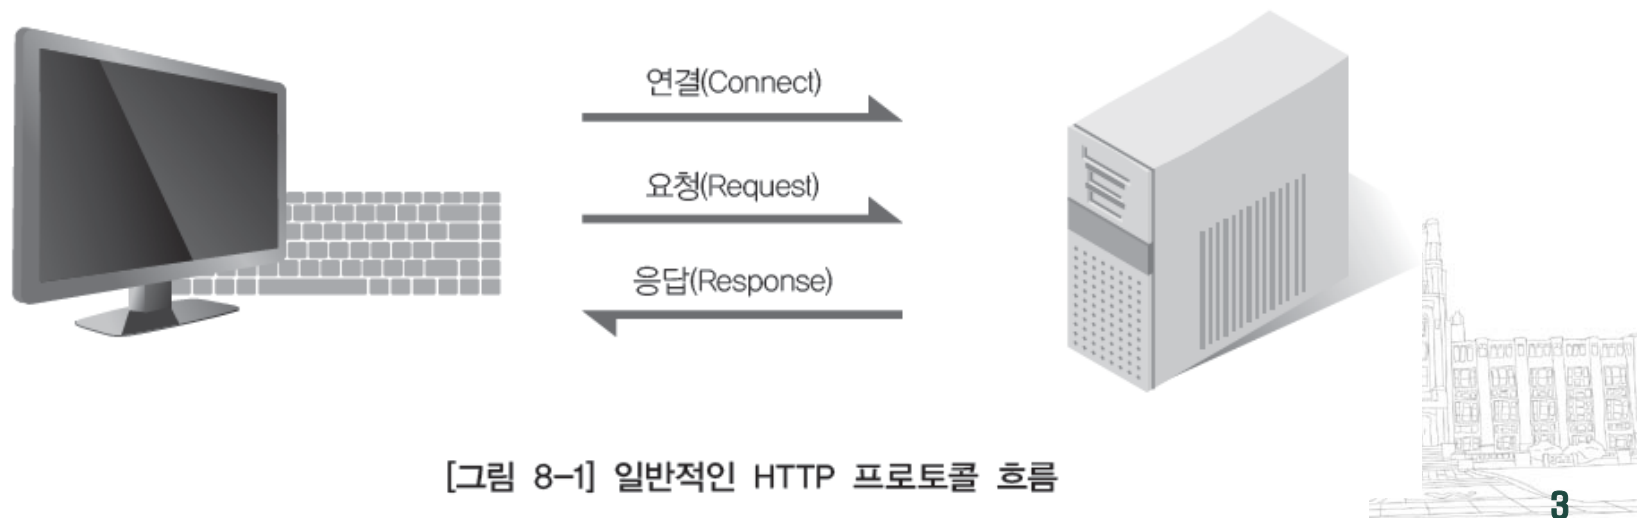 연결(Connect)
요청(Request)
응답(Response)
[그림 8-1] 일반적인 HTTP 프로토콜 흐름
3